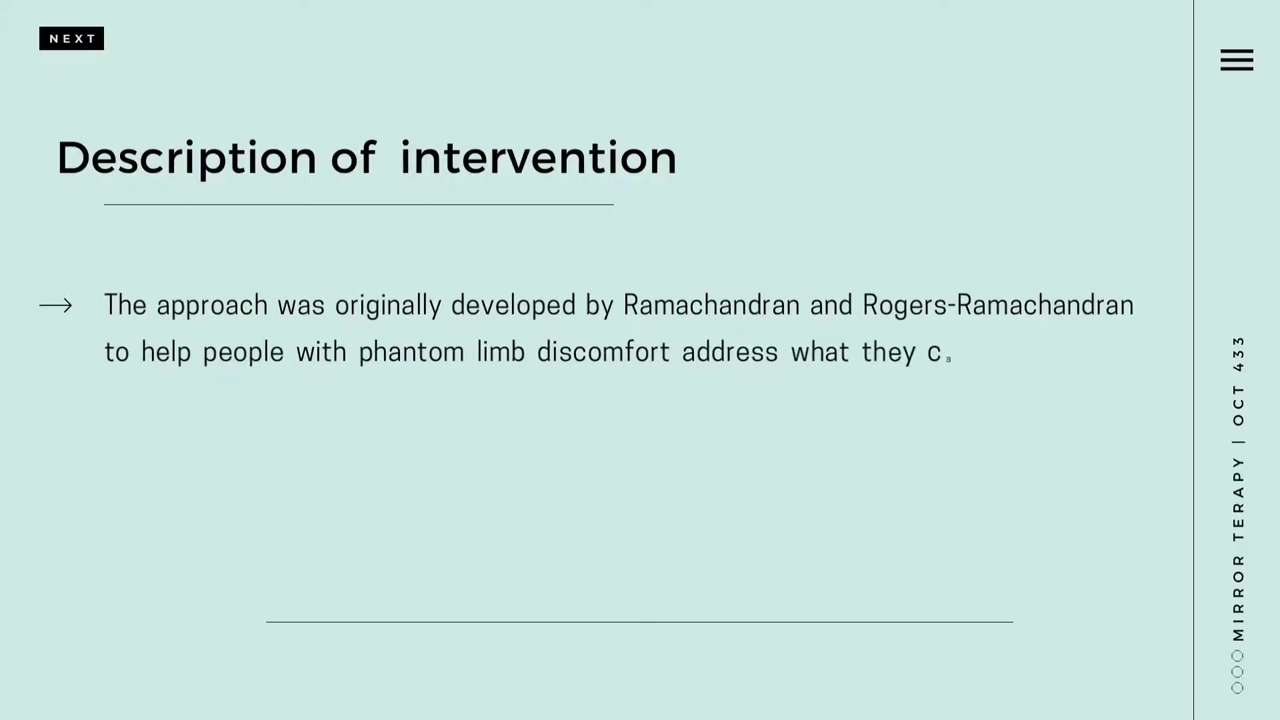 NEXT
Description of intervention
The approach was originally developed by Ramachandran and Rogers-Ramachandran
to help people with phantom limb discomfort address what they ca
MIRROR TERAPY | OCT 433